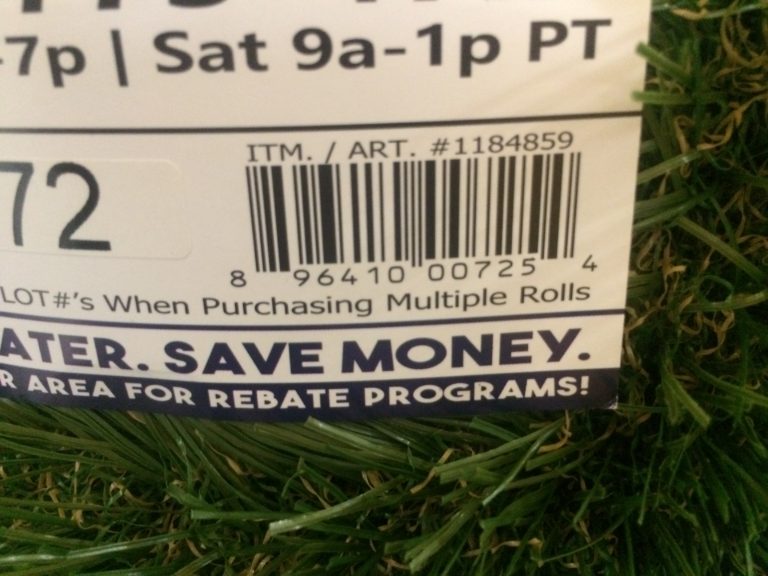 -7p | Sat 9a-1p PT
ITM. / ART. #1184859
72
8 96410 00725 4
LOT#'s When Purchasing Multiple Rolls
SAVE MONEY.
AREA FOR REBATE PROGRAMS!